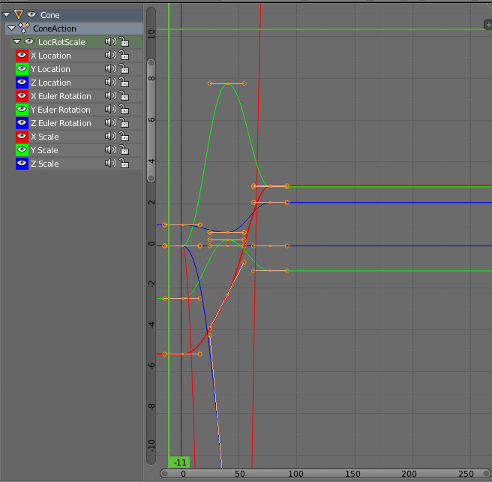 Cone
ConeAction
LocRotScale
X Location
Y Location
Z Location
X Euler Rotation
Y Euler Rotation
Z Euler Rotation
X Scale
Y Scale
Z Scale
10
8
6
4
2
0
-2
-4
-6
-8
-10
-11
0 50 100 150 200 250